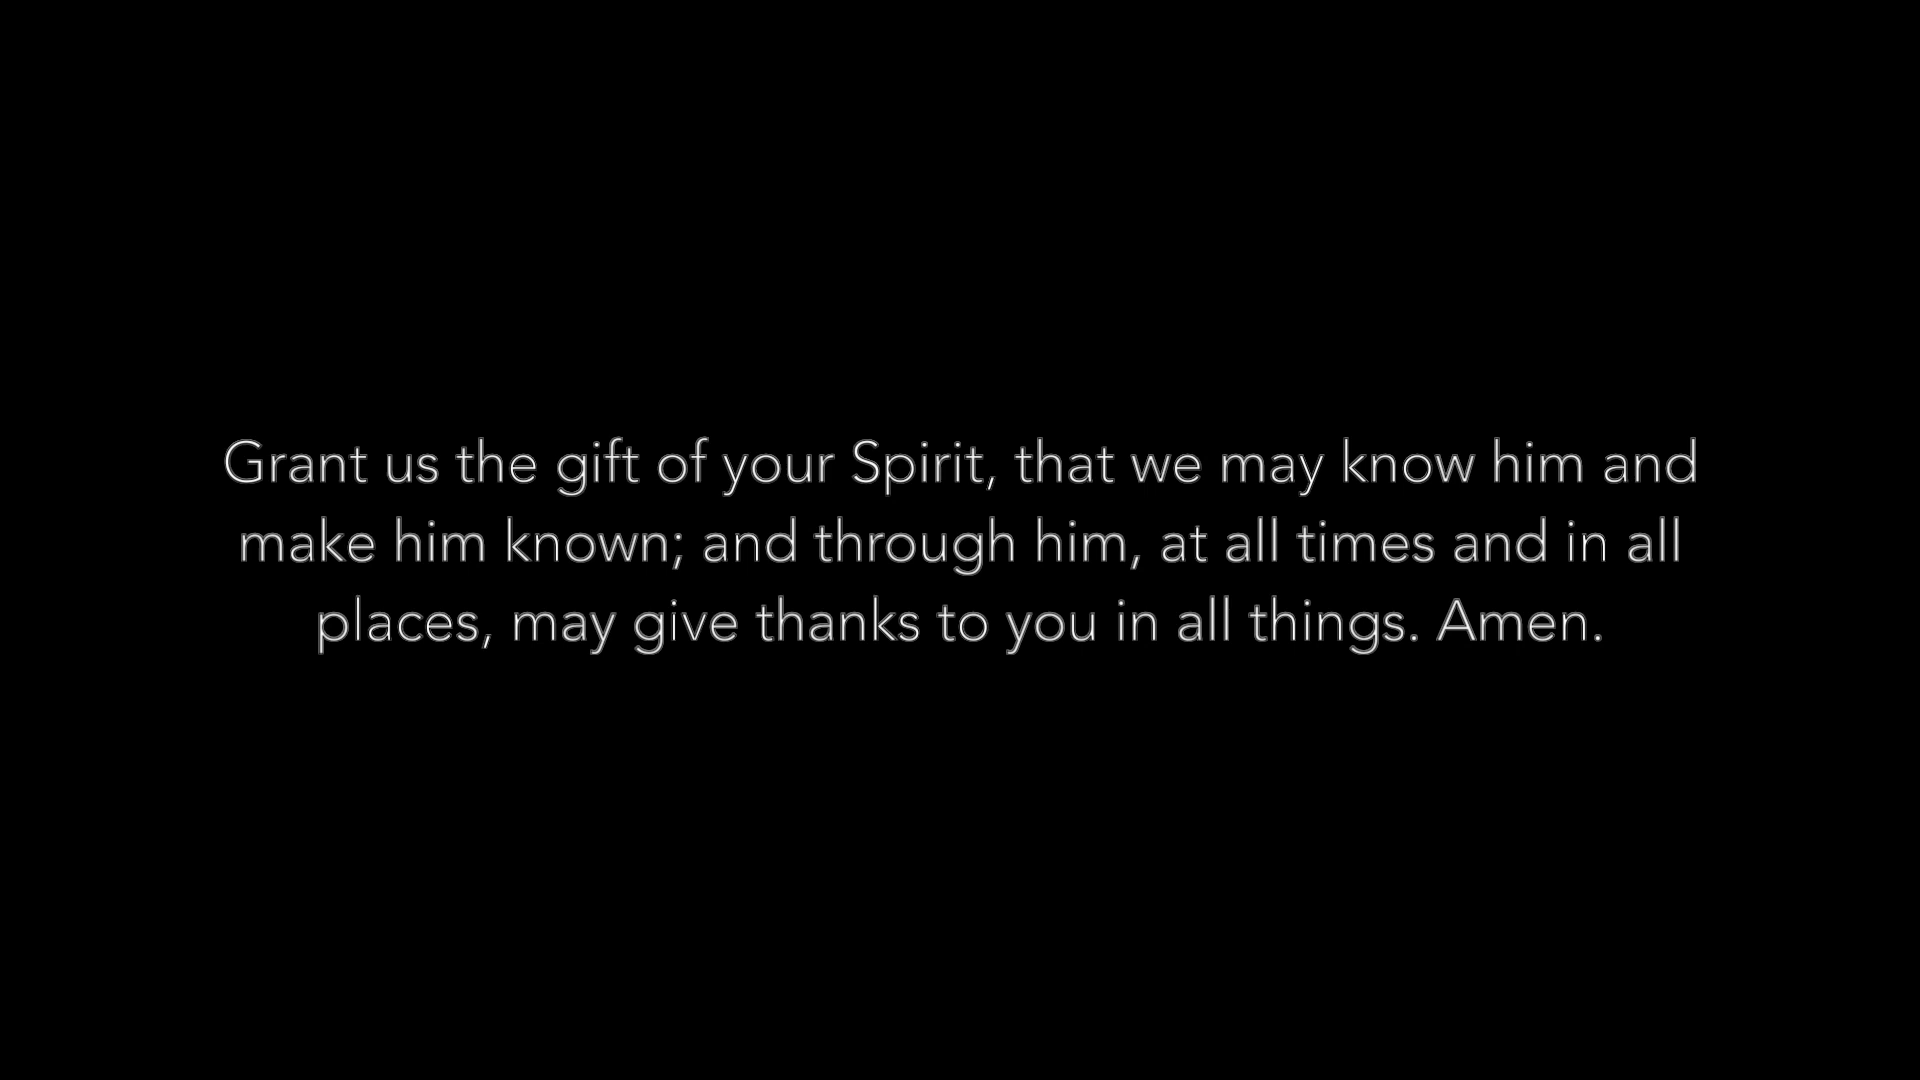 Grant us the gift of your Spirit, that we may know him and
make him known; and through him, at all times and in all
places, may give thanks to you in all things. Amen.